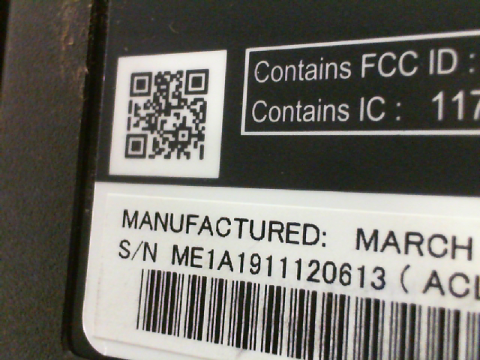 Contains FCC ID :
Contains IC : 117
MANUFACTURED: MARCH
S/N ME1A1911120613 ( ACL